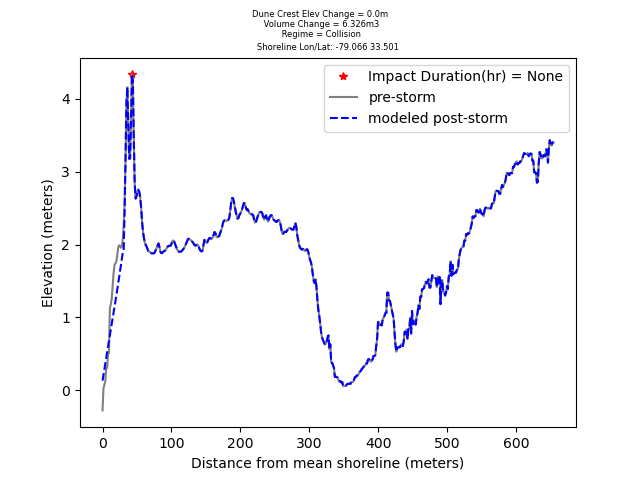 Dune Crest Elev Change = 0.0m
Volume Change = 6.326m3
Regime = Collision
Shoreline Lon/Lat: -79.066 33.501
Impact Duration(hr) = None
pre-storm
modeled post-storm
Elevation (meters)
4
3
2
1
0
0 100 200 300 400 500 600
Distance from mean shoreline (meters)